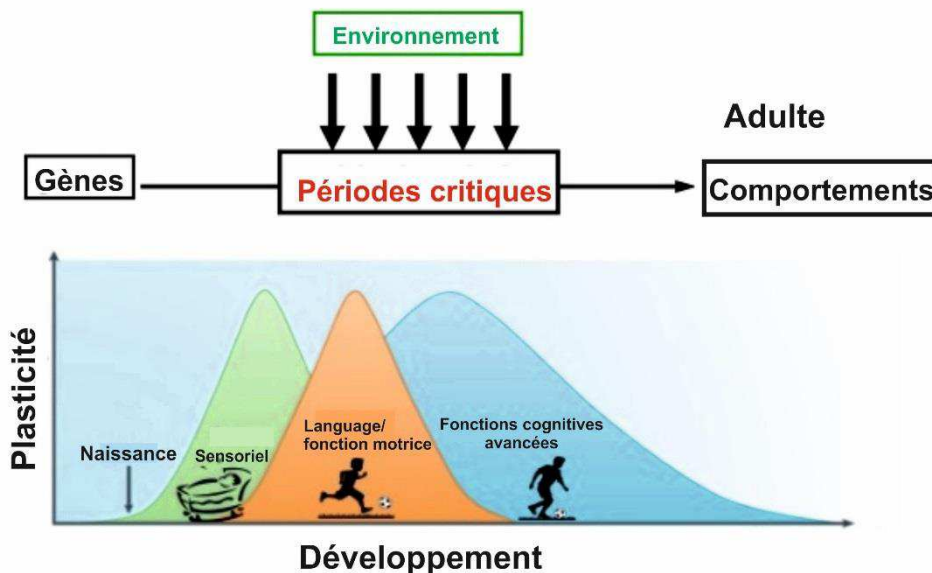 Environnement
Adulte
Gènes
Périodes critiques
Comportements
Plasticité
Naissance
Sensoriel
Language/
fonction motrice
Fonctions cognitives
avancées
Développement